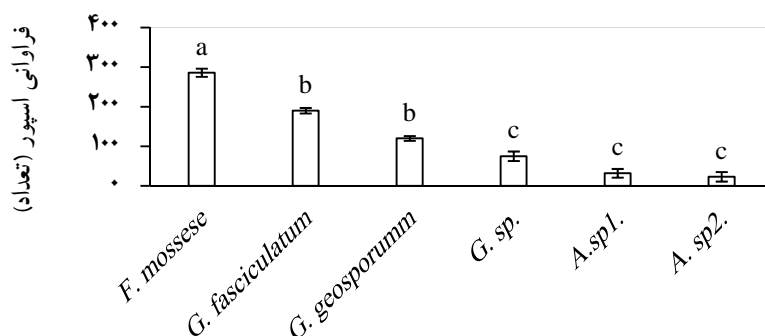 فراوانی اسپور (تعداد)
۴۰۰
۳۰۰
۲۰۰
۱۰۰
۰
a
b
b
c
c
c
F. mossese
G. fasciculatum
G. geosporumm
G. sp.
A.sp1.
A. sp2.